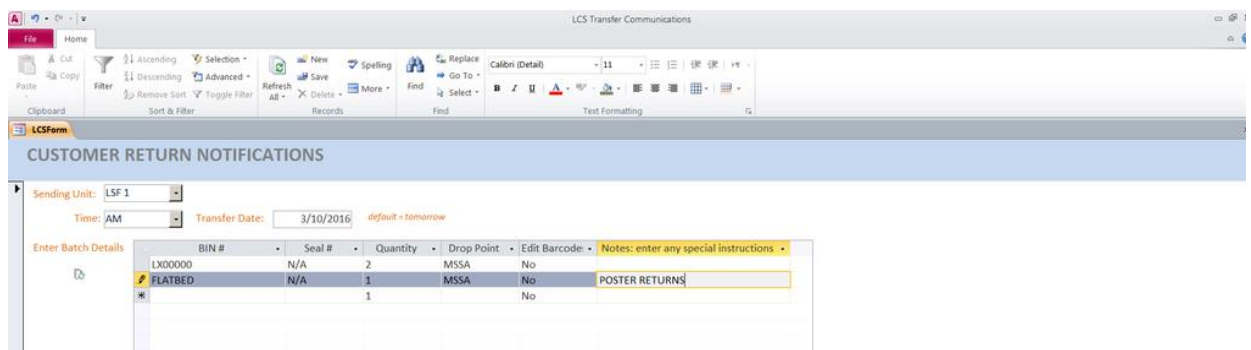 LCS Transfer Communications
File Home
Cut
Copy
Paste
Clipboard
Filter
Ascending
Descending
Remove Sort
Selection
Advanced
Toggle Filter
Sort & Filter
Refresh All
New
Save
Delete
Spelling
More
Records
Find
Replace
Go To
Select
Find
Calibri (Detail) 11
B I U A
Text Formatting
LCSForm
CUSTOMER RETURN NOTIFICATIONS
Sending Unit: LSF 1
Time: AM Transfer Date: 3/10/2016 default = tomorrow
Enter Batch Details
BIN # Seal # Quantity Drop Point Edit Barcode: Notes: enter any special instructions
LX00000 N/A 2 MSSA No
FLATBED N/A 1 MSSA No POSTER RETURNS
1 No